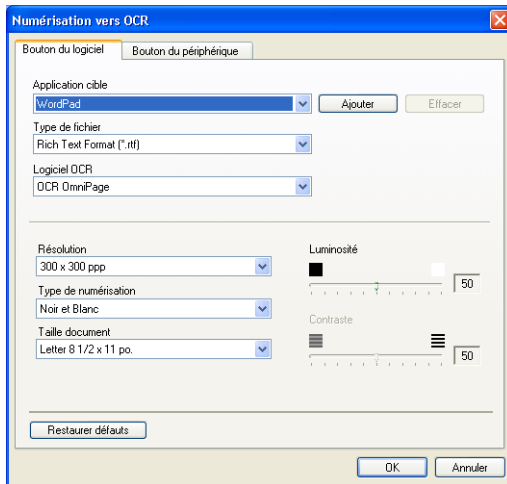 Numérisation vers OCR
Bouton du logiciel Bouton du périphérique
Application cible
WordPad Ajouter Effacer
Type de fichier
Rich Text Format (*.rtf)
Logiciel OCR
OCR OmniPage
Résolution Luminosité
300 x 300 ppp
50
Type de numérisation
Noir et Blanc
Contraste
Taille document
Letter 8 1/2 x 11 po.
50
Restaurer défauts
OK Annuler